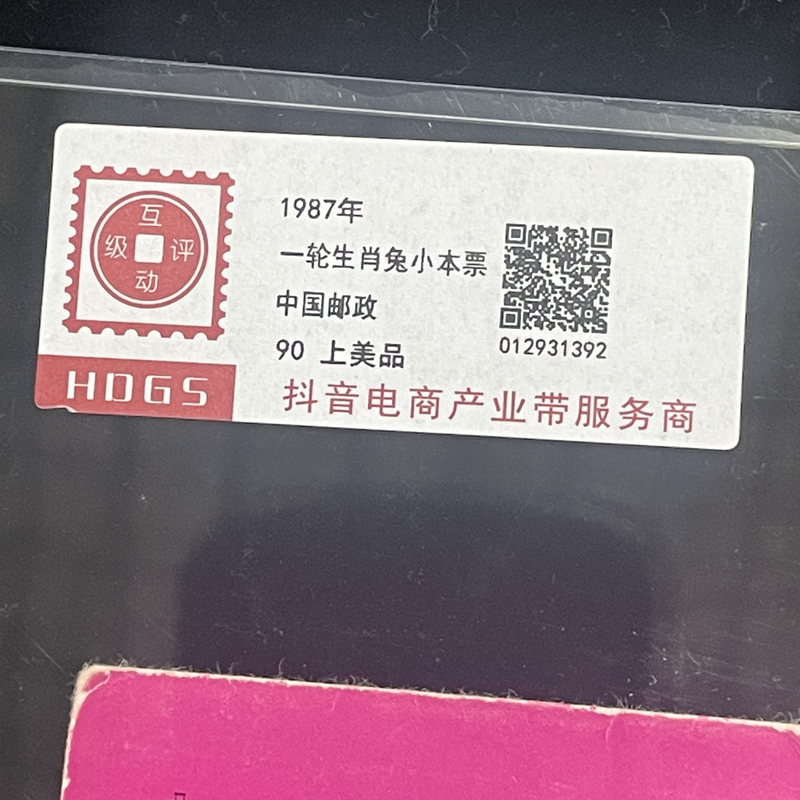 互动评级
HDGS
1987年
一轮生肖兔小本票
中国邮政
90 上美品
012931392
抖音电商产业带服务商